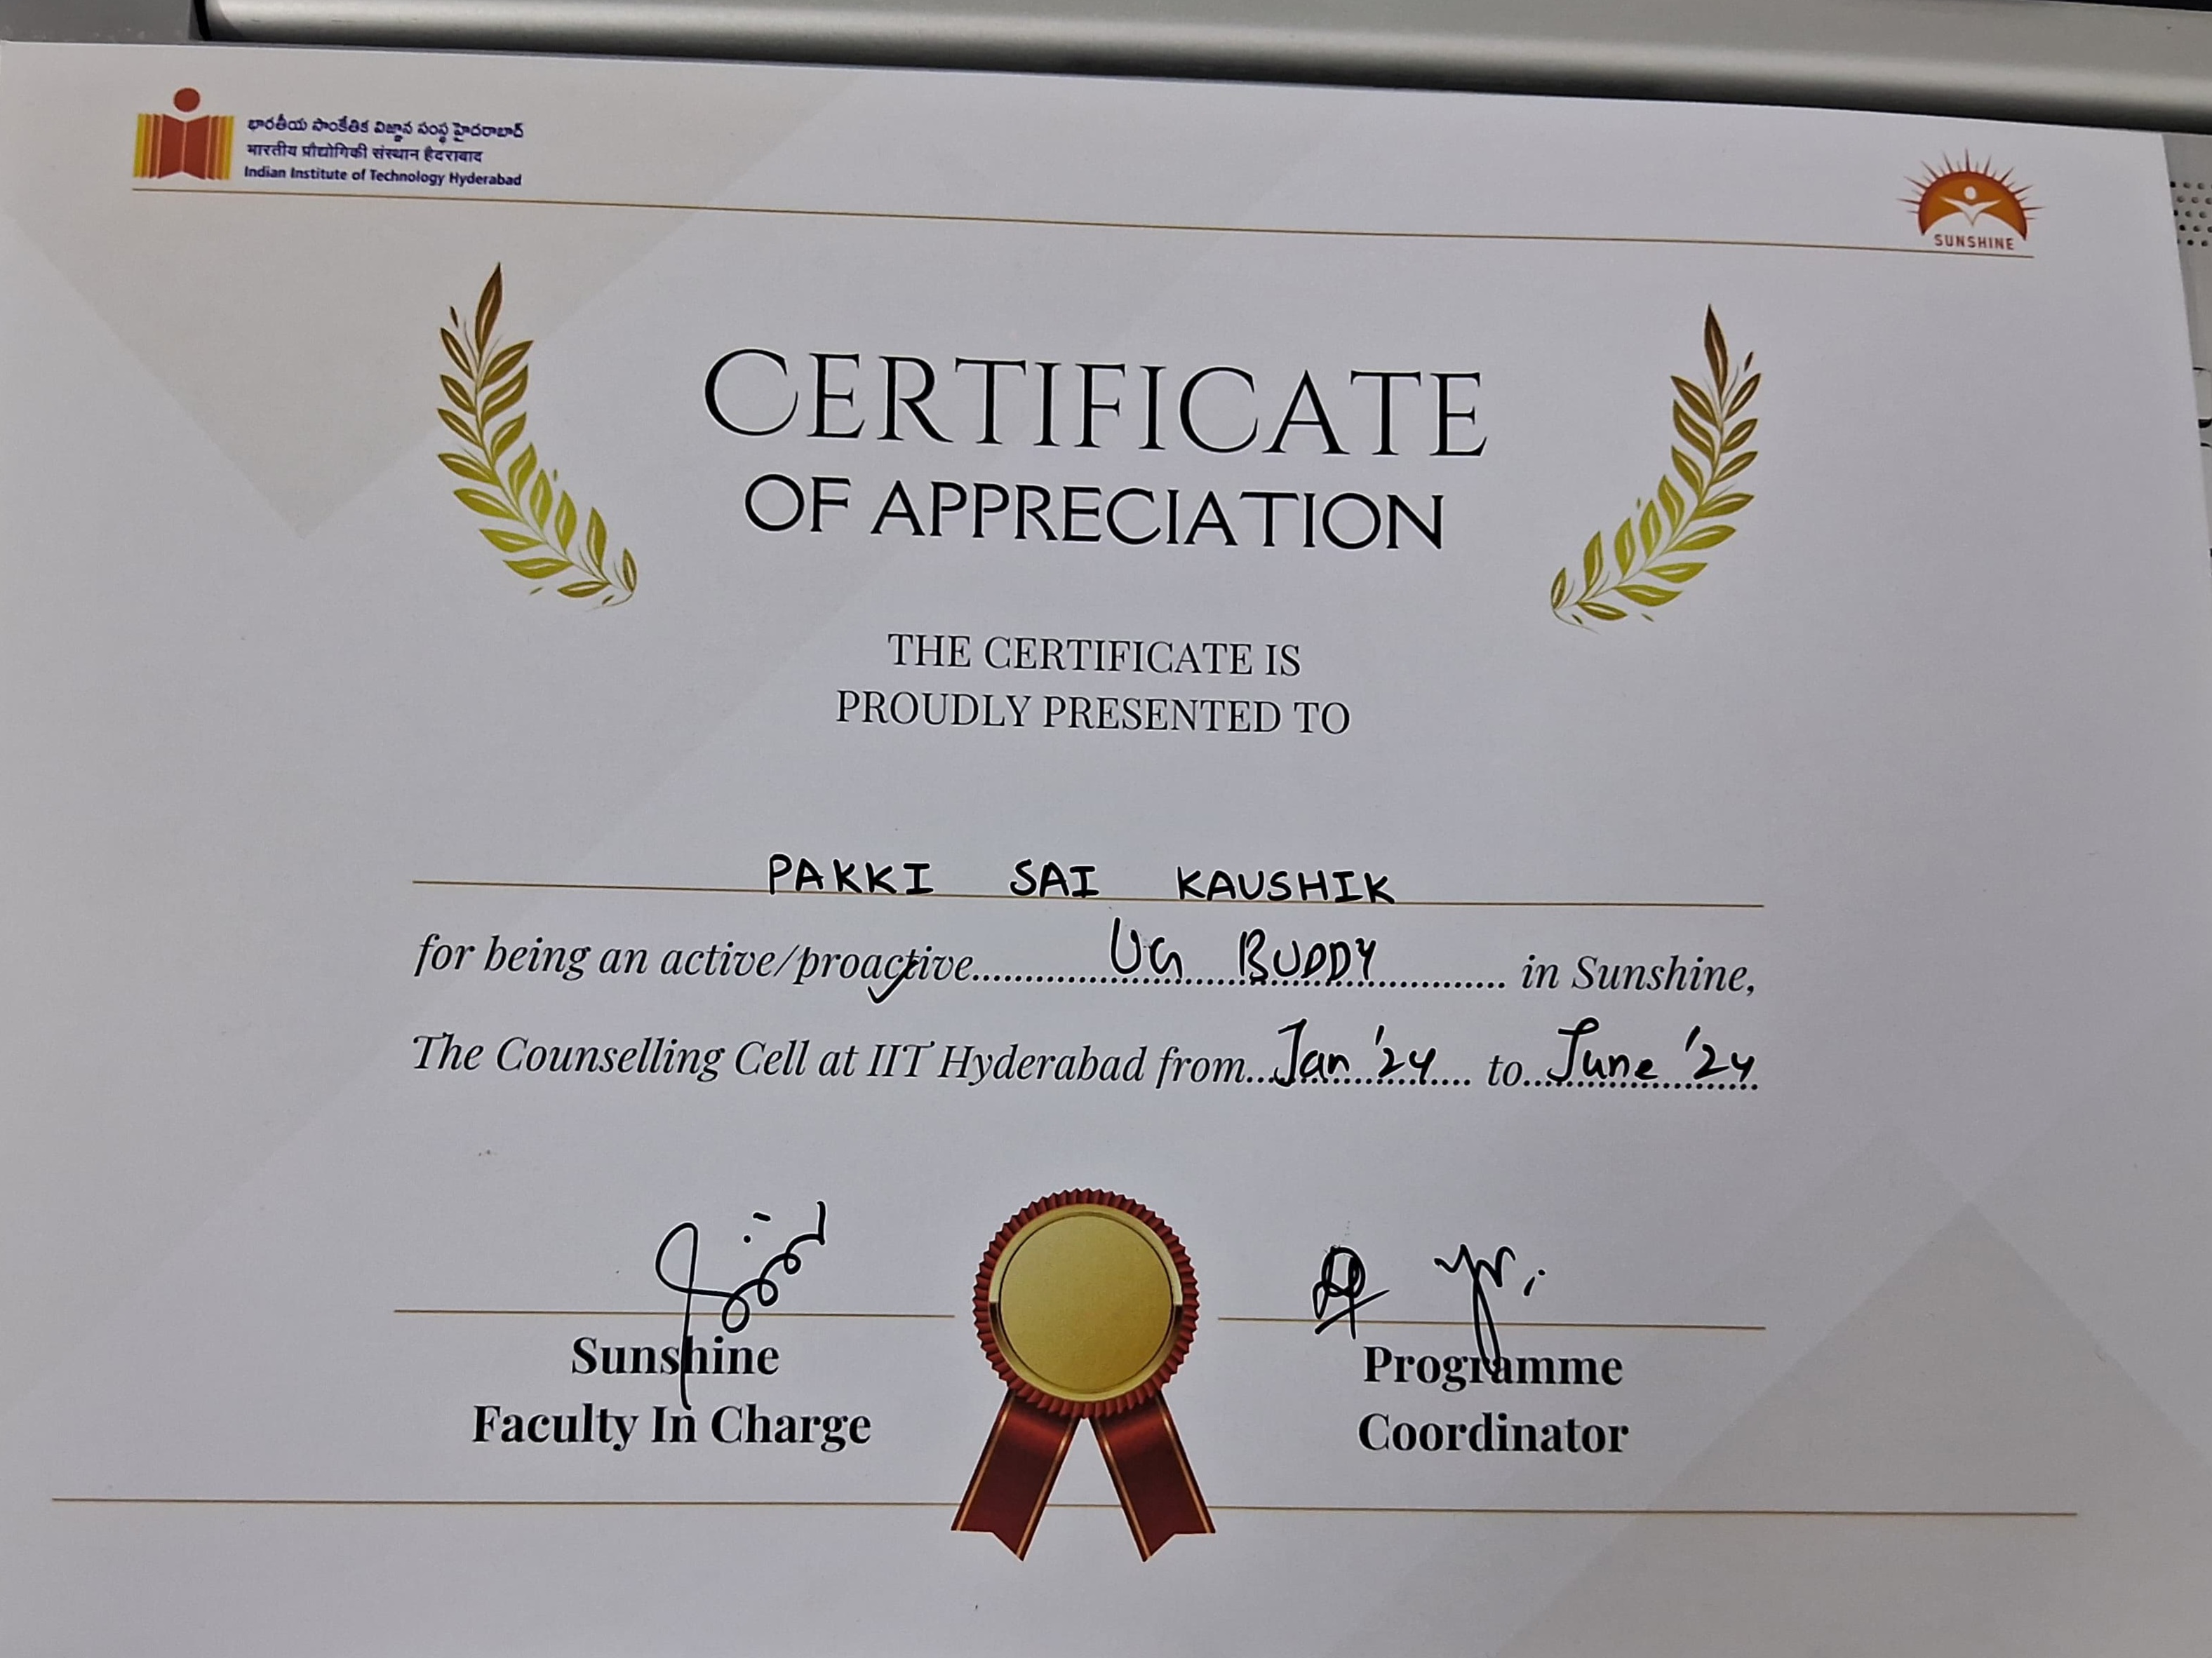 భారతీయ సాంకేతిక విజ్ఞాన సంస్థ హైదరాబాద్
भारतीय प्रौद्योगिकी संस्थान हैदराबाद
Indian Institute of Technology Hyderabad
SUNSHINE
CERTIFICATE
OF APPRECIATION
THE CERTIFICATE IS
PROUDLY PRESENTED TO
PAKKI SAI KAUSHIK
for being an active/proactive.......... UG BUDDY .......... in Sunshine,
The Counselling Cell at IIT Hyderabad from...Jan '24.... to...June '24
Sunshine
Faculty In Charge
Programme
Coordinator